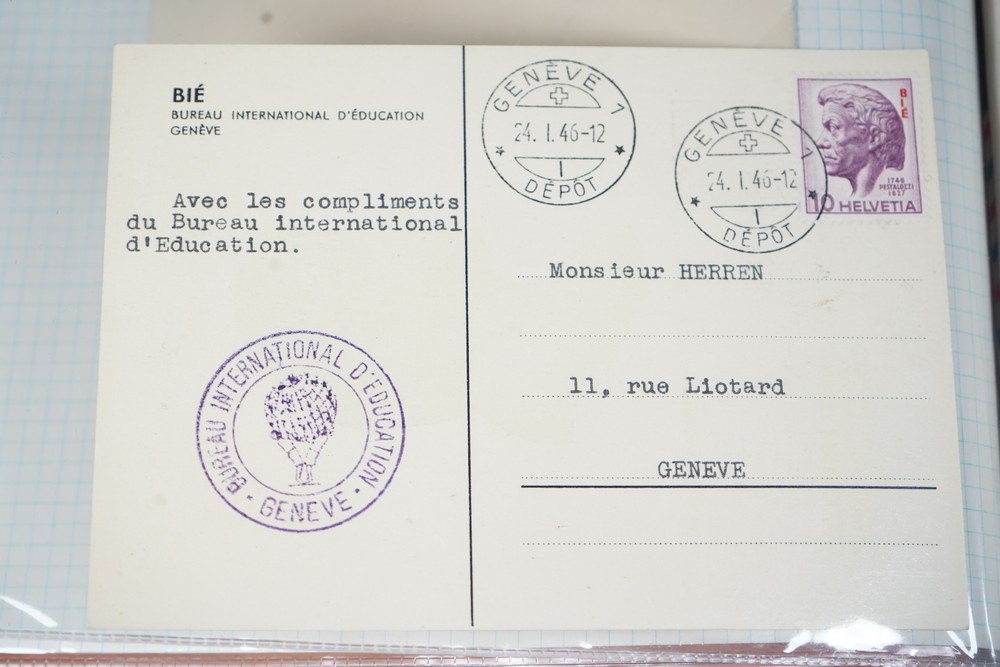 BIÉ
BUREAU INTERNATIONAL D'ÉDUCATION
GENÈVE
Avec les compliments
du Bureau international
d'Education.
BUREAU INTERNATIONAL D'EDUCATION
· GENEVE ·
GENÈVE 1
24. I. 46-12
I
DÉPÔT
GENÈVE 1
24. I. 46-12
I
DÉPÔT
BIÉ
1746
PESTALOZZI
1827
10 HELVETIA
Monsieur HERREN
11, rue Liotard
GENEVE